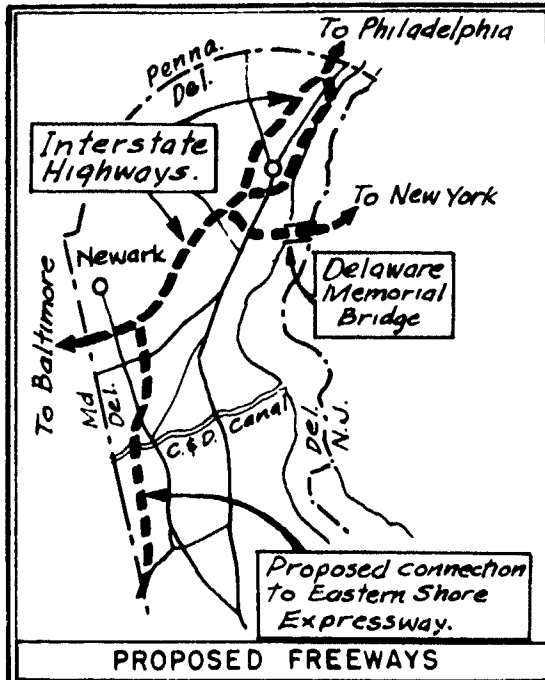 To Philadelphia
Penna.
Del.
Interstate
Highways.
To New York
Newark
Delaware
Memorial
Bridge
To Baltimore
Md
Del.
C. & D. Canal
Del.
N.J.
Proposed connection
to Eastern Shore
Expressway.
PROPOSED FREEWAYS